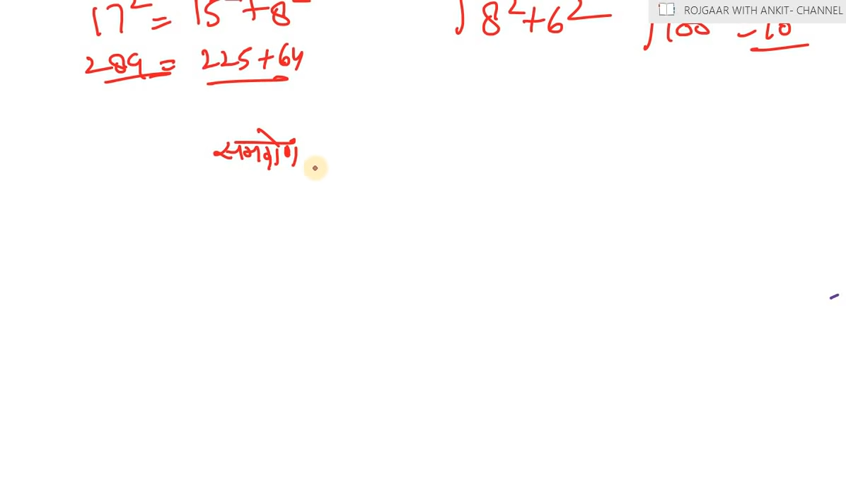 17² = 15² + 8²
√8² + 6²
√100 = 10
ROJGAAR WITH ANKIT- CHANNEL
289 = 225 + 64
समकोण